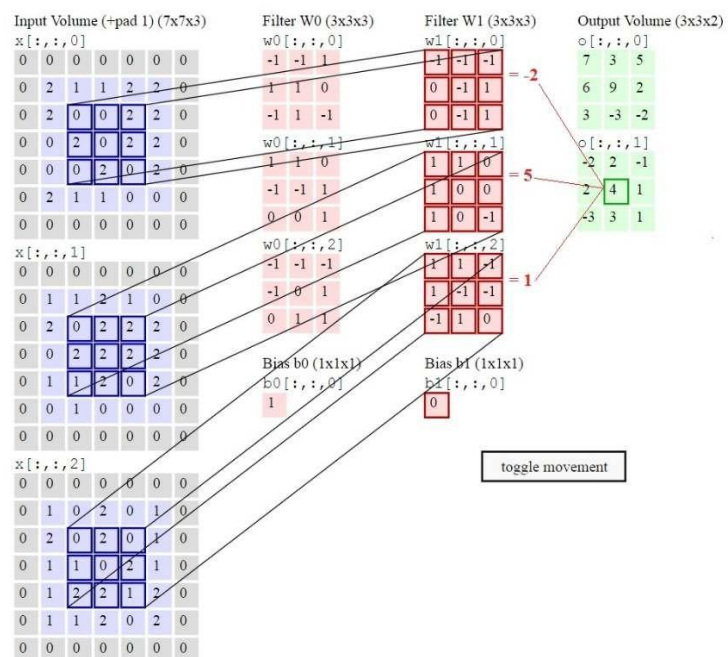 Input Volume (+pad 1) (7x7x3)
x[:,:,0]
0 0 0 0 0 0 0
0 2 1 1 2 2 0
0 2 0 0 2 2 0
0 0 2 0 2 2 0
0 0 0 2 0 2 0
0 2 1 1 0 0 0
0 0 0 0 0 0 0
x[:,:,1]
0 0 0 0 0 0 0
0 1 1 2 1 0 0
0 2 0 2 2 2 0
0 0 2 2 2 2 0
0 1 1 2 0 2 0
0 0 1 0 0 0 0
0 0 0 0 0 0 0
x[:,:,2]
0 0 0 0 0 0 0
0 1 0 2 0 1 0
0 2 0 2 0 1 0
0 1 1 0 2 1 0
0 1 2 2 1 2 0
0 1 1 2 0 2 0
0 0 0 0 0 0 0
Filter W0 (3x3x3)
w0[:,:,0]
-1 -1 1
1 1 0
-1 1 -1
w0[:,:,1]
1 1 0
-1 -1 1
0 0 1
w0[:,:,2]
-1 -1 -1
-1 0 1
0 1 1
Bias b0 (1x1x1)
b0[:,:,0]
1
Filter W1 (3x3x3)
w1[:,:,0]
-1 -1 -1
0 -1 1
0 -1 1
= -2
w1[:,:,1]
1 1 0
1 0 0
1 0 -1
= 5
w1[:,:,2]
1 1 -1
1 -1 -1
-1 1 0
= 1
Bias b1 (1x1x1)
b1[:,:,0]
0
Output Volume (3x3x2)
o[:,:,0]
7 3 5
6 9 2
3 -3 -2
o[:,:,1]
-2 2 -1
2 4 1
-3 3 1
toggle movement